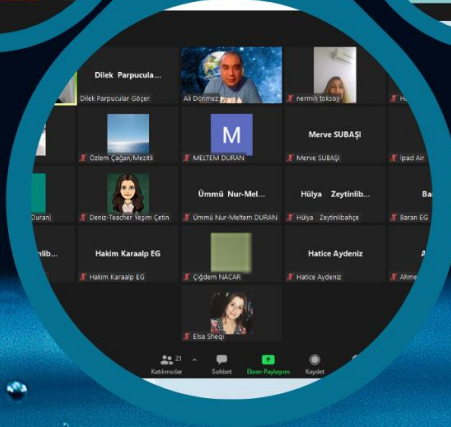 Dilek Parpucula...
Dilek Parpucular Göçer
Ali Dönmez
nermin toksoy
H
Özlem Çağan/Mezitli
M
MELTEM DURAN
Merve SUBAŞI
Merve SUBAŞI
Ipad Air
Duran)
Deniz-Teacher Yeşim Çetin
Ümmü Nur-Mel...
Ümmü Nur-Meltem DURAN
Hülya Zeytinlib...
Hülya Zeytinlibahçe
Ba
Baran EG
nlib...
Hakim Karaalp EG
Hakim Karaalp EG
Çiğdem NACAR
Hatice Aydeniz
Hatice Aydeniz
A
Ahme
Elsa Sheqi
21
Katılımcılar
Sohbet
Ekran Paylaşımı
Kaydet